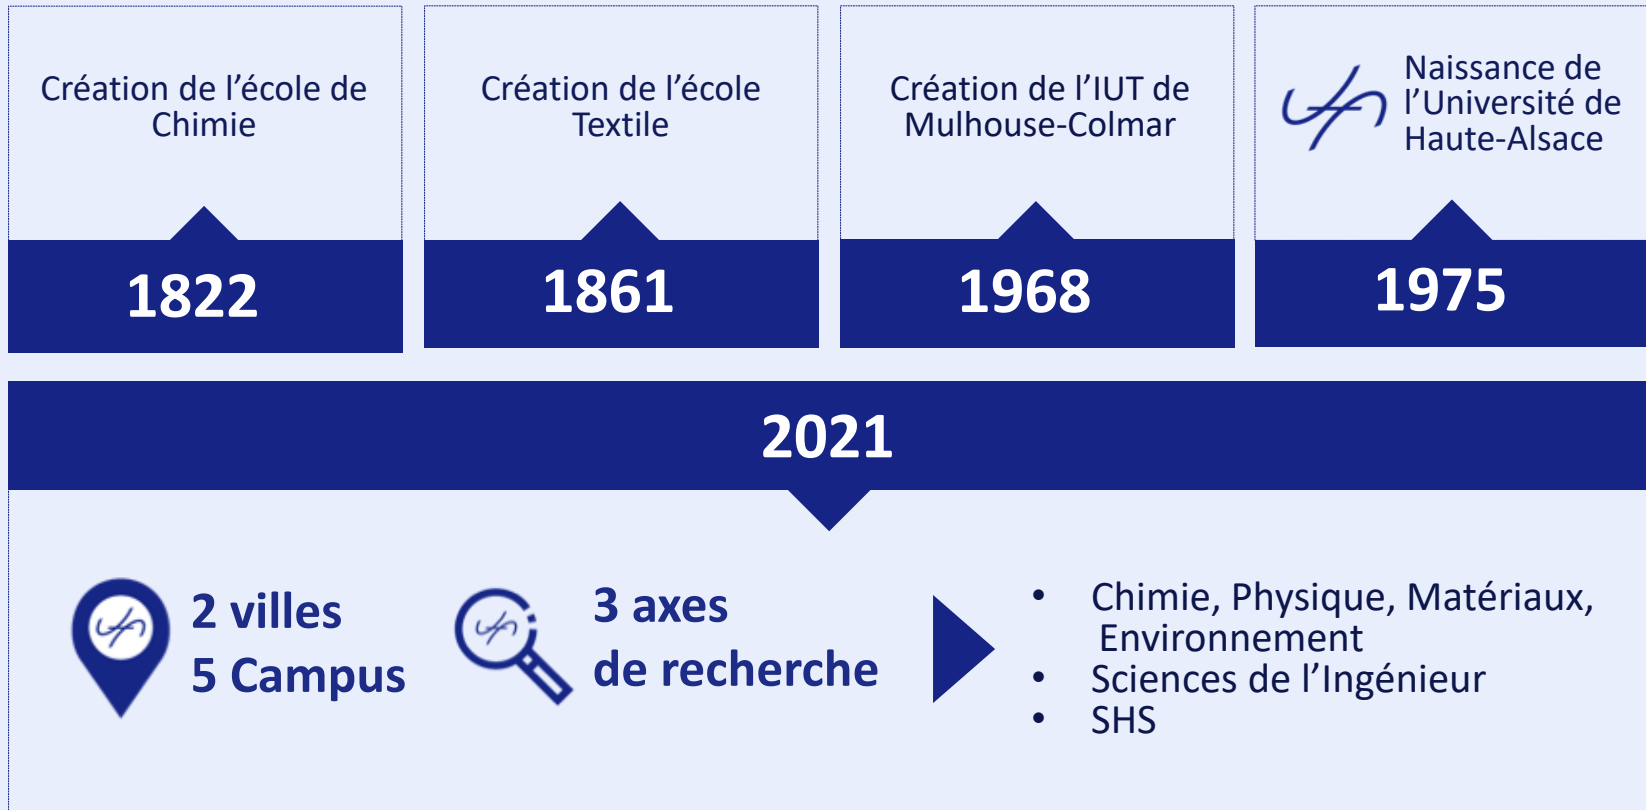 Création de l’école de
Chimie
1822
Création de l’école
Textile
1861
Création de l’IUT de
Mulhouse-Colmar
1968
Naissance de
l’Université de
Haute-Alsace
1975
2021
2 villes
5 Campus
3 axes
de recherche
• Chimie, Physique, Matériaux,
Environnement
• Sciences de l’Ingénieur
• SHS